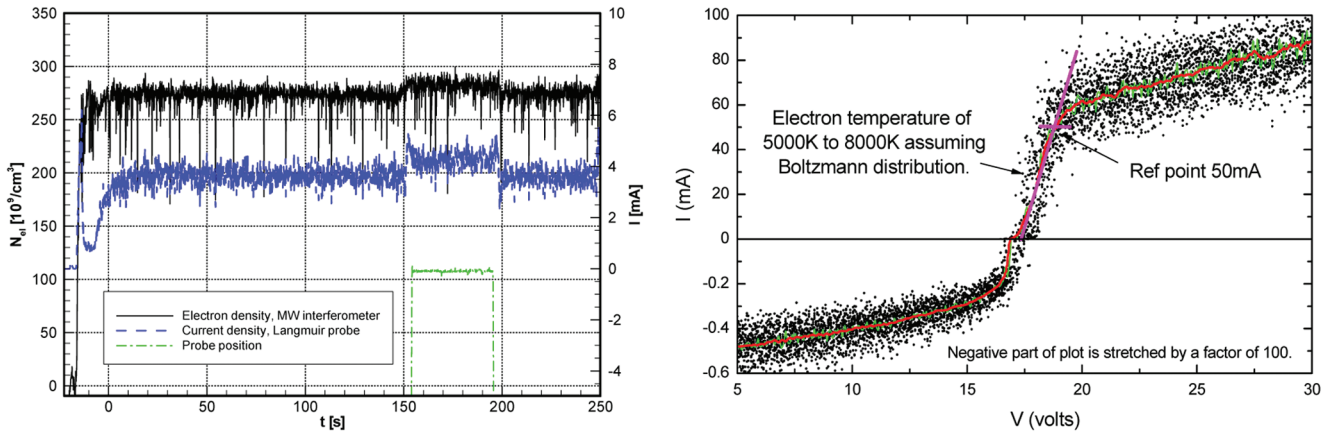 350
300
250
200
150
100
50
0
N_el [10^9/cm^3]
10
8
6
4
2
0
-2
-4
I [mA]
Electron density, MW interferometer
Current density, Langmuir probe
Probe position
0 50 100 150 200 250
t [s]
100
80
60
40
20
0
-0.2
-0.4
-0.6
I (mA)
Electron temperature of
5000K to 8000K assuming
Boltzmann distribution.
Ref point 50mA
Negative part of plot is stretched by a factor of 100.
5 10 15 20 25 30
V (volts)